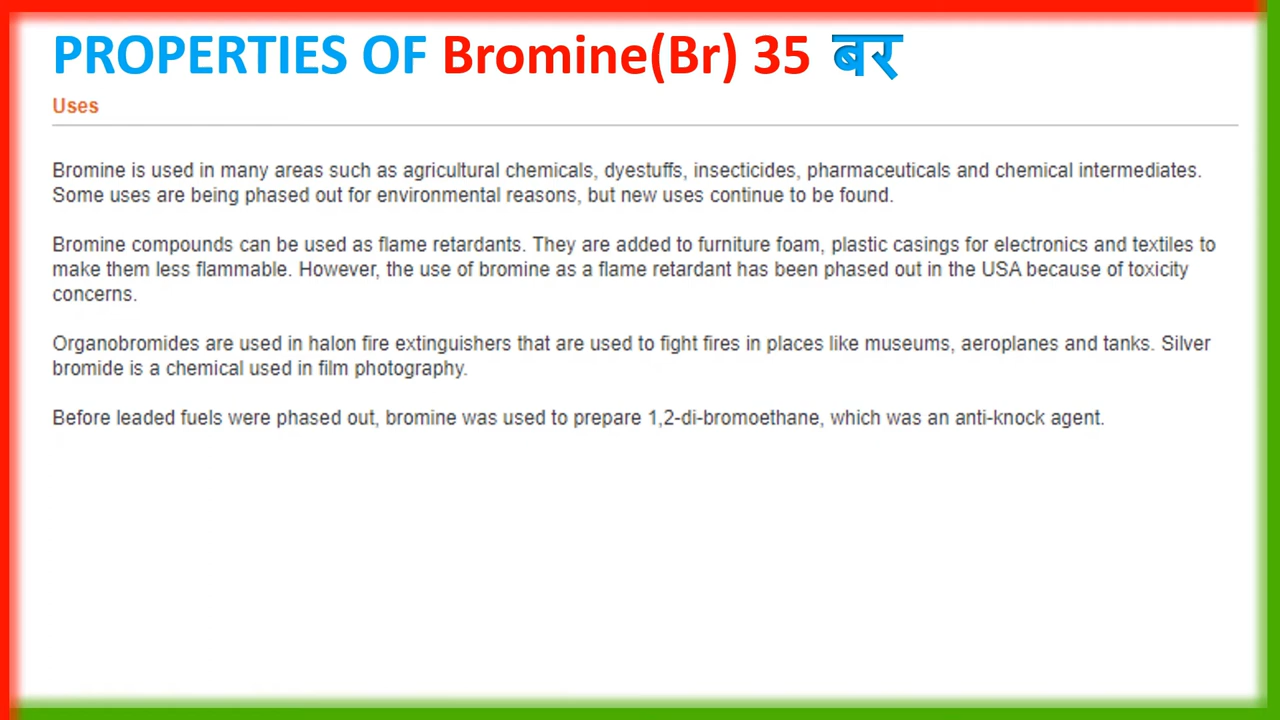 PROPERTIES OF Bromine(Br) 35 बर
Uses
Bromine is used in many areas such as agricultural chemicals, dyestuffs, insecticides, pharmaceuticals and chemical intermediates.
Some uses are being phased out for environmental reasons, but new uses continue to be found.
Bromine compounds can be used as flame retardants. They are added to furniture foam, plastic casings for electronics and textiles to
make them less flammable. However, the use of bromine as a flame retardant has been phased out in the USA because of toxicity
concerns.
Organobromides are used in halon fire extinguishers that are used to fight fires in places like museums, aeroplanes and tanks. Silver
bromide is a chemical used in film photography.
Before leaded fuels were phased out, bromine was used to prepare 1,2-di-bromoethane, which was an anti-knock agent.